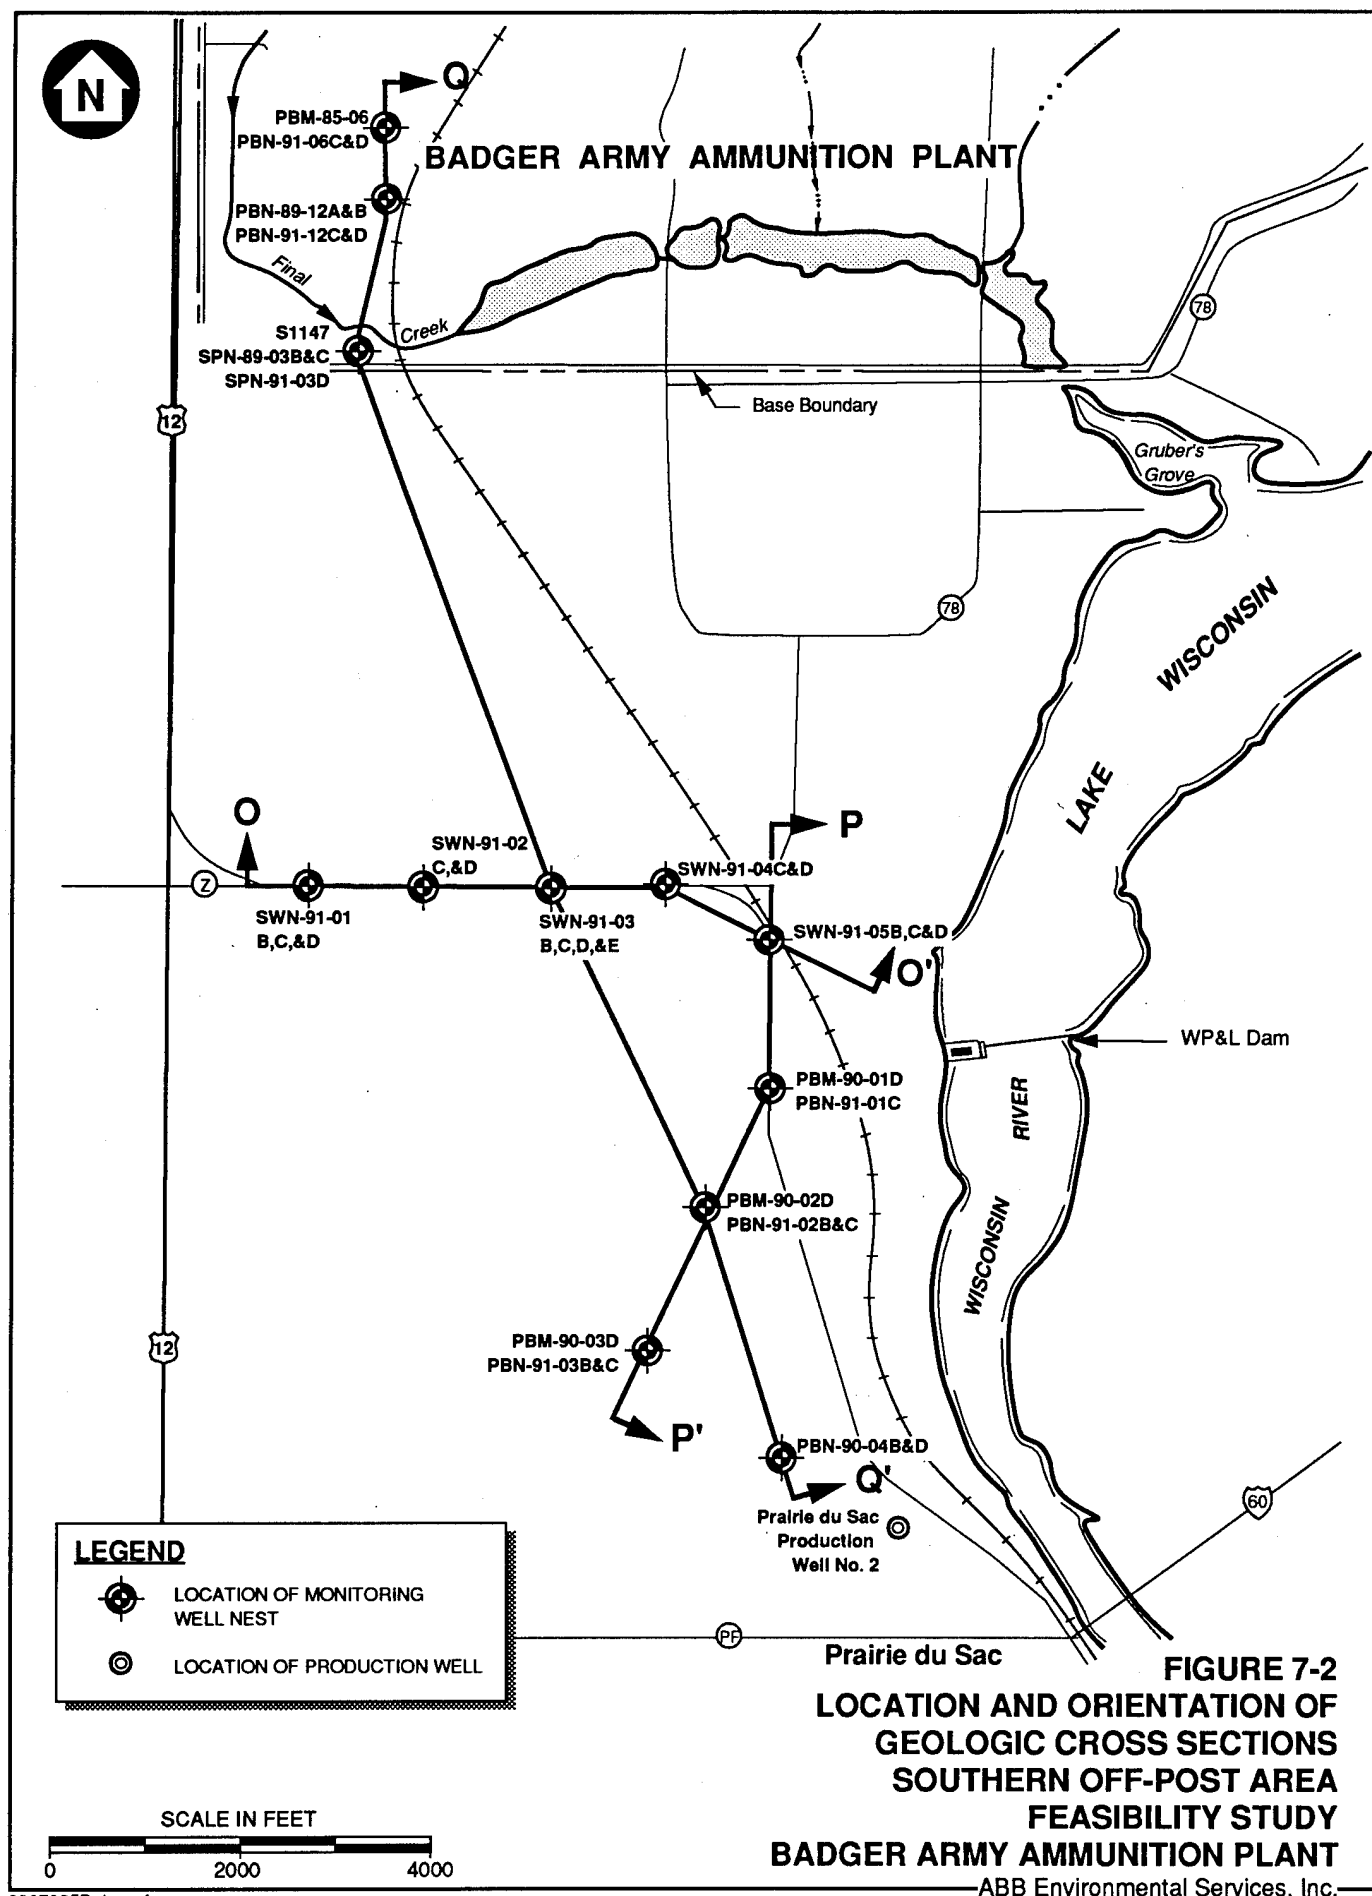 N
Q
PBM-85-06
PBN-91-06C&D
BADGER ARMY AMMUNITION PLANT
PBN-89-12A&B
PBN-91-12C&D
Final
Creek
78
S1147
SPN-89-03B&C
SPN-91-03D
Base Boundary
12
Gruber's
Grove
78
WISCONSIN
LAKE
O
P
SWN-91-02
C,&D
SWN-91-04C&D
Z
SWN-91-01
B,C,&D
SWN-91-03
B,C,D,&E
SWN-91-05B,C&D
O'
WP&L Dam
PBM-90-01D
PBN-91-01C
RIVER
WISCONSIN
PBM-90-02D
PBN-91-02B&C
12
PBM-90-03D
PBN-91-03B&C
P'
PBN-90-04B&D
Q'
60
Prairie du Sac
Production
Well No. 2
LEGEND
LOCATION OF MONITORING
WELL NEST
LOCATION OF PRODUCTION WELL
PF
Prairie du Sac
FIGURE 7-2
LOCATION AND ORIENTATION OF
GEOLOGIC CROSS SECTIONS
SOUTHERN OFF-POST AREA
FEASIBILITY STUDY
BADGER ARMY AMMUNITION PLANT
SCALE IN FEET
0 2000 4000
ABB Environmental Services, Inc.